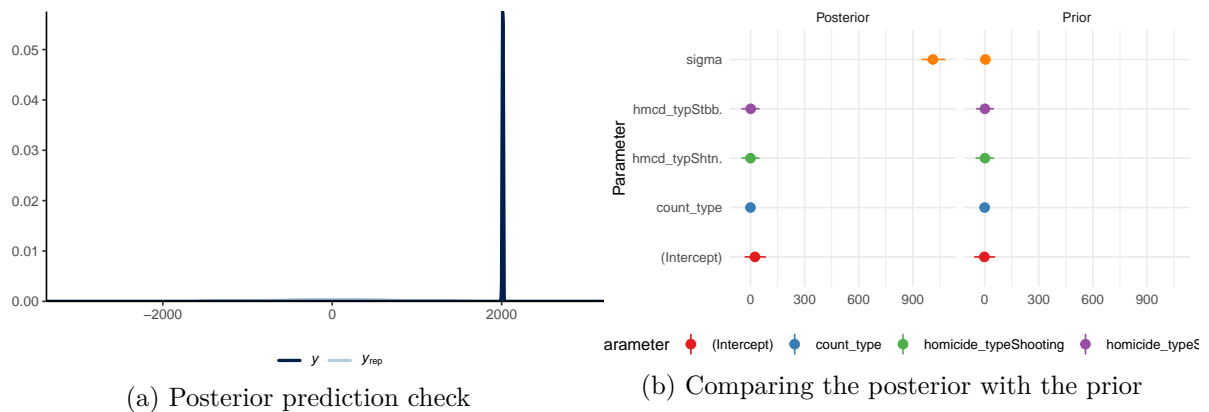 0.05
0.04
0.03
0.02
0.01
0.00
−2000 0 2000
y yrep
(a) Posterior prediction check
Posterior Prior
Parameter
sigma
hmcd_typStbb.
hmcd_typShtn.
count_type
(Intercept)
0 300 600 900 0 300 600 900
arameter (Intercept) count_type homicide_typeShooting homicide_typeS
(b) Comparing the posterior with the prior